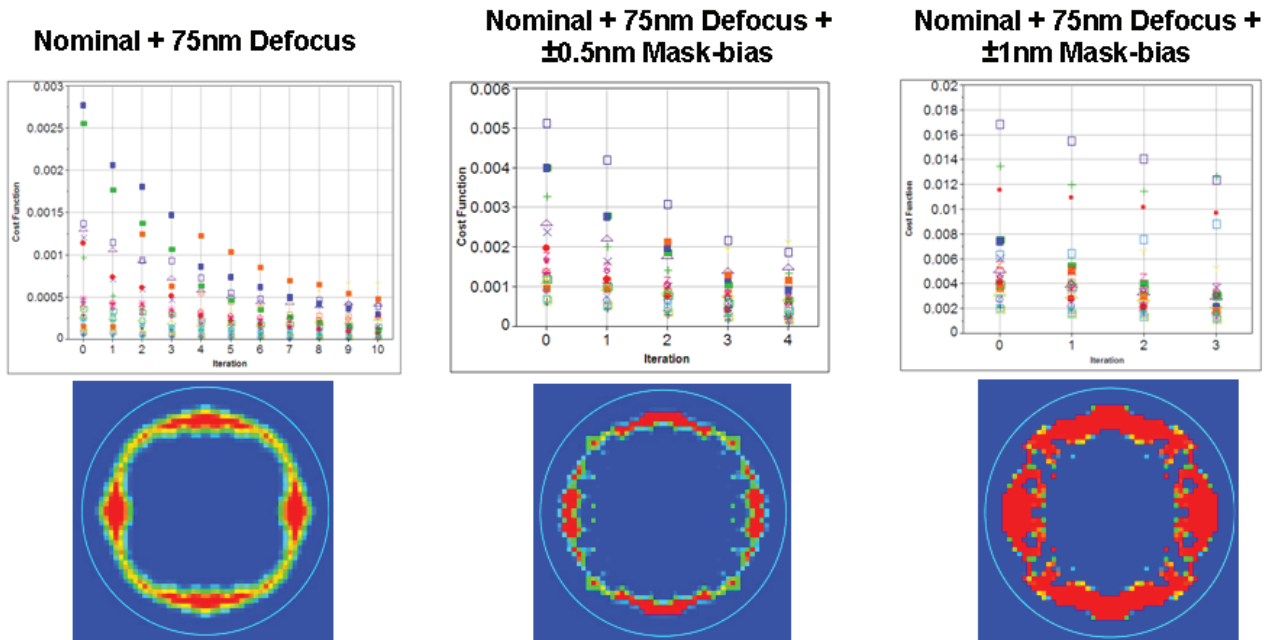 Nominal + 75nm Defocus
Nominal + 75nm Defocus +
±0.5nm Mask-bias
Nominal + 75nm Defocus +
±1nm Mask-bias
0.003
0.0025
0.002
0.0015
0.001
0.0005
0
Cost Function
0 1 2 3 4 5 6 7 8 9 10
Iteration
0.006
0.005
0.004
0.003
0.002
0.001
0
Cost Function
0 1 2 3 4
Iteration
0.02
0.016
0.014
0.012
0.01
0.008
0.006
0.004
0.002
0
Cost Function
0 1 2 3
Iteration